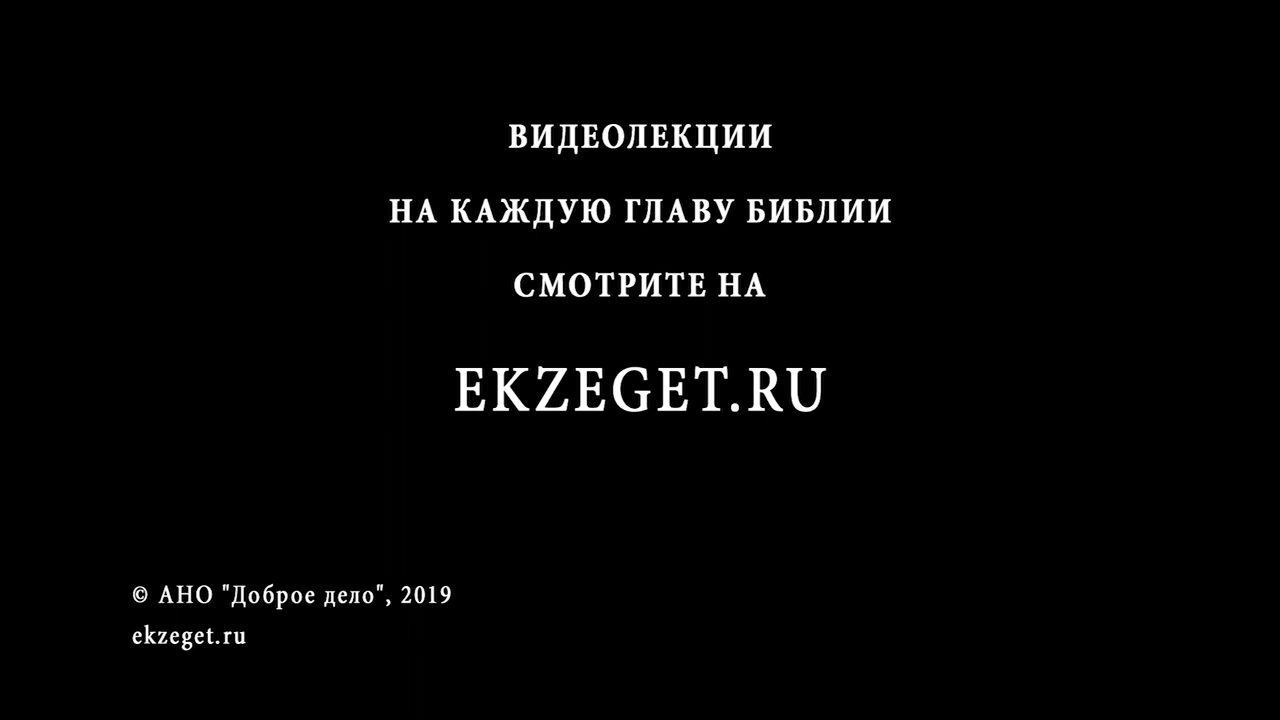 ВИДЕОЛЕКЦИИ
НА КАЖДУЮ ГЛАВУ БИБЛИИ
СМОТРИТЕ НА
EKZEGET.RU
© АНО "Доброе дело", 2019
ekzeget.ru